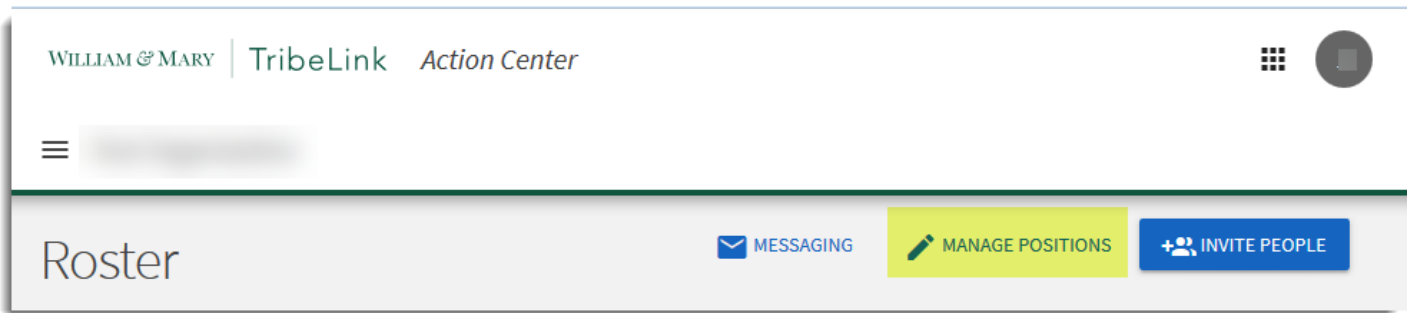 WILLIAM & MARY TribeLink Action Center
Roster MESSAGING MANAGE POSITIONS INVITE PEOPLE